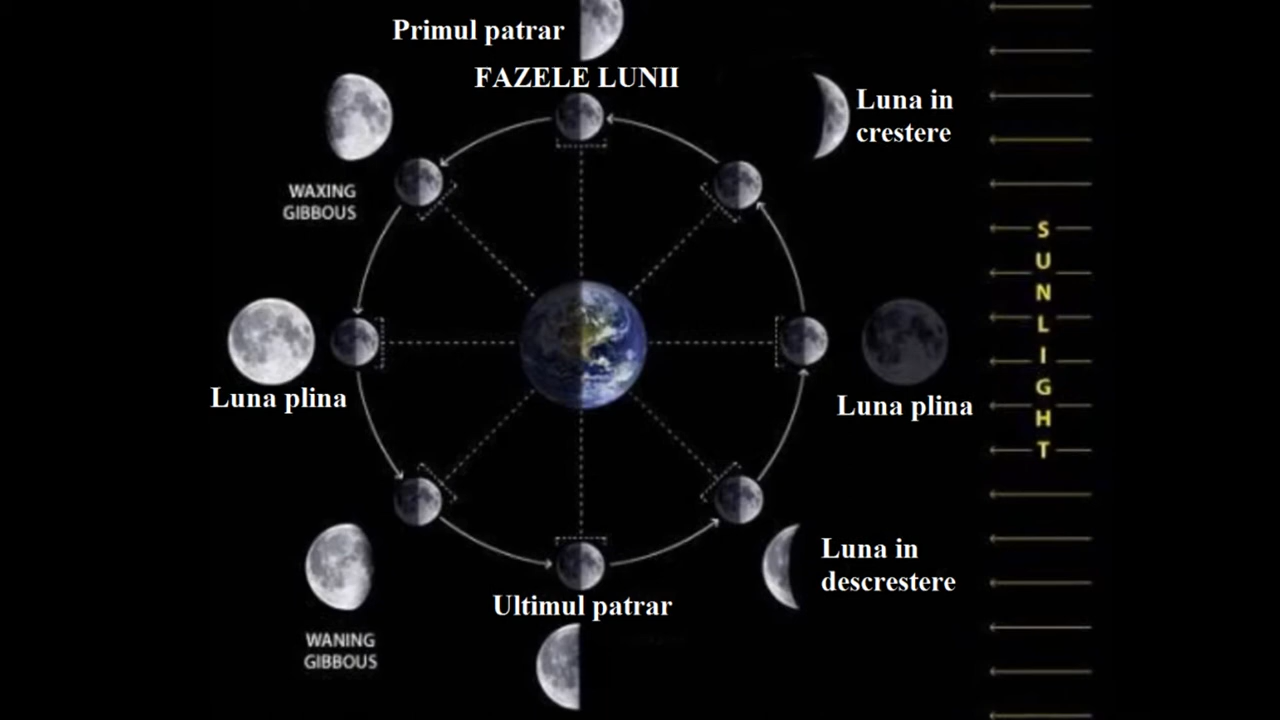 Primul patrar
FAZELE LUNII
Luna in
crestere
WAXING
GIBBOUS
SUNLIGHT
Luna plina
Luna plina
Luna in
descrestere
Ultimul patrar
WANING
GIBBOUS